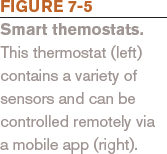 FIGURE 7-5
Smart themostats.
This thermostat (left)
contains a variety of
sensors and can be
controlled remotely via
a mobile app (right).